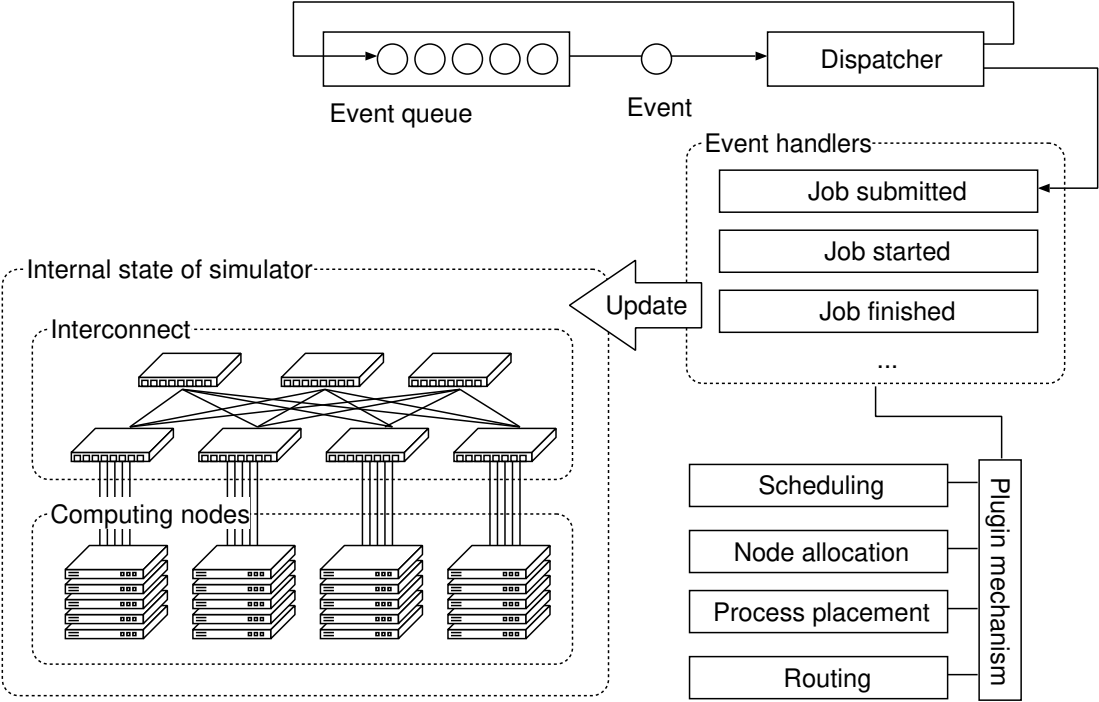 Dispatcher
Event queue
Event
Event handlers
Job submitted
Job started
Job finished
...
Update
Internal state of simulator
Interconnect
Computing nodes
Scheduling
Node allocation
Process placement
Routing
Plugin mechanism